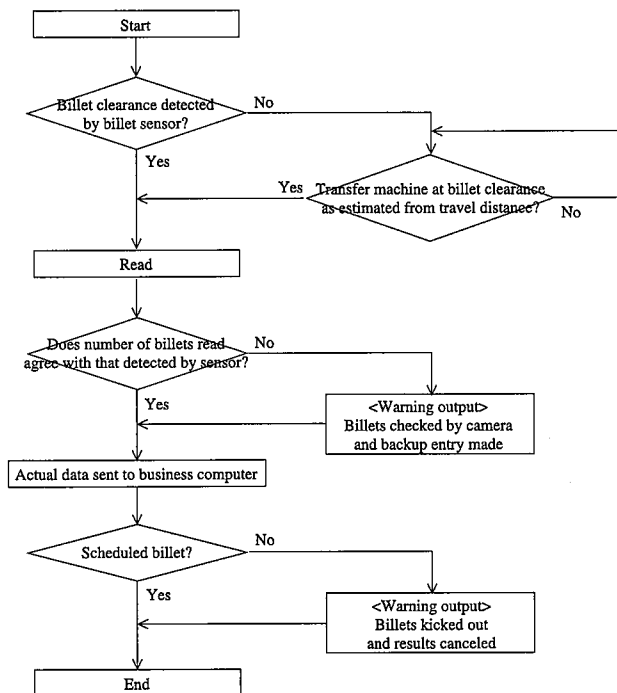 Start
Billet clearance detected
by billet sensor?
No
Yes
Yes
Transfer machine at billet clearance
as estimated from travel distance?
No
Read
Does number of billets read
agree with that detected by sensor?
No
Yes
<Warning output>
Billets checked by camera
and backup entry made
Actual data sent to business computer
Scheduled billet?
No
Yes
<Warning output>
Billets kicked out
and results canceled
End